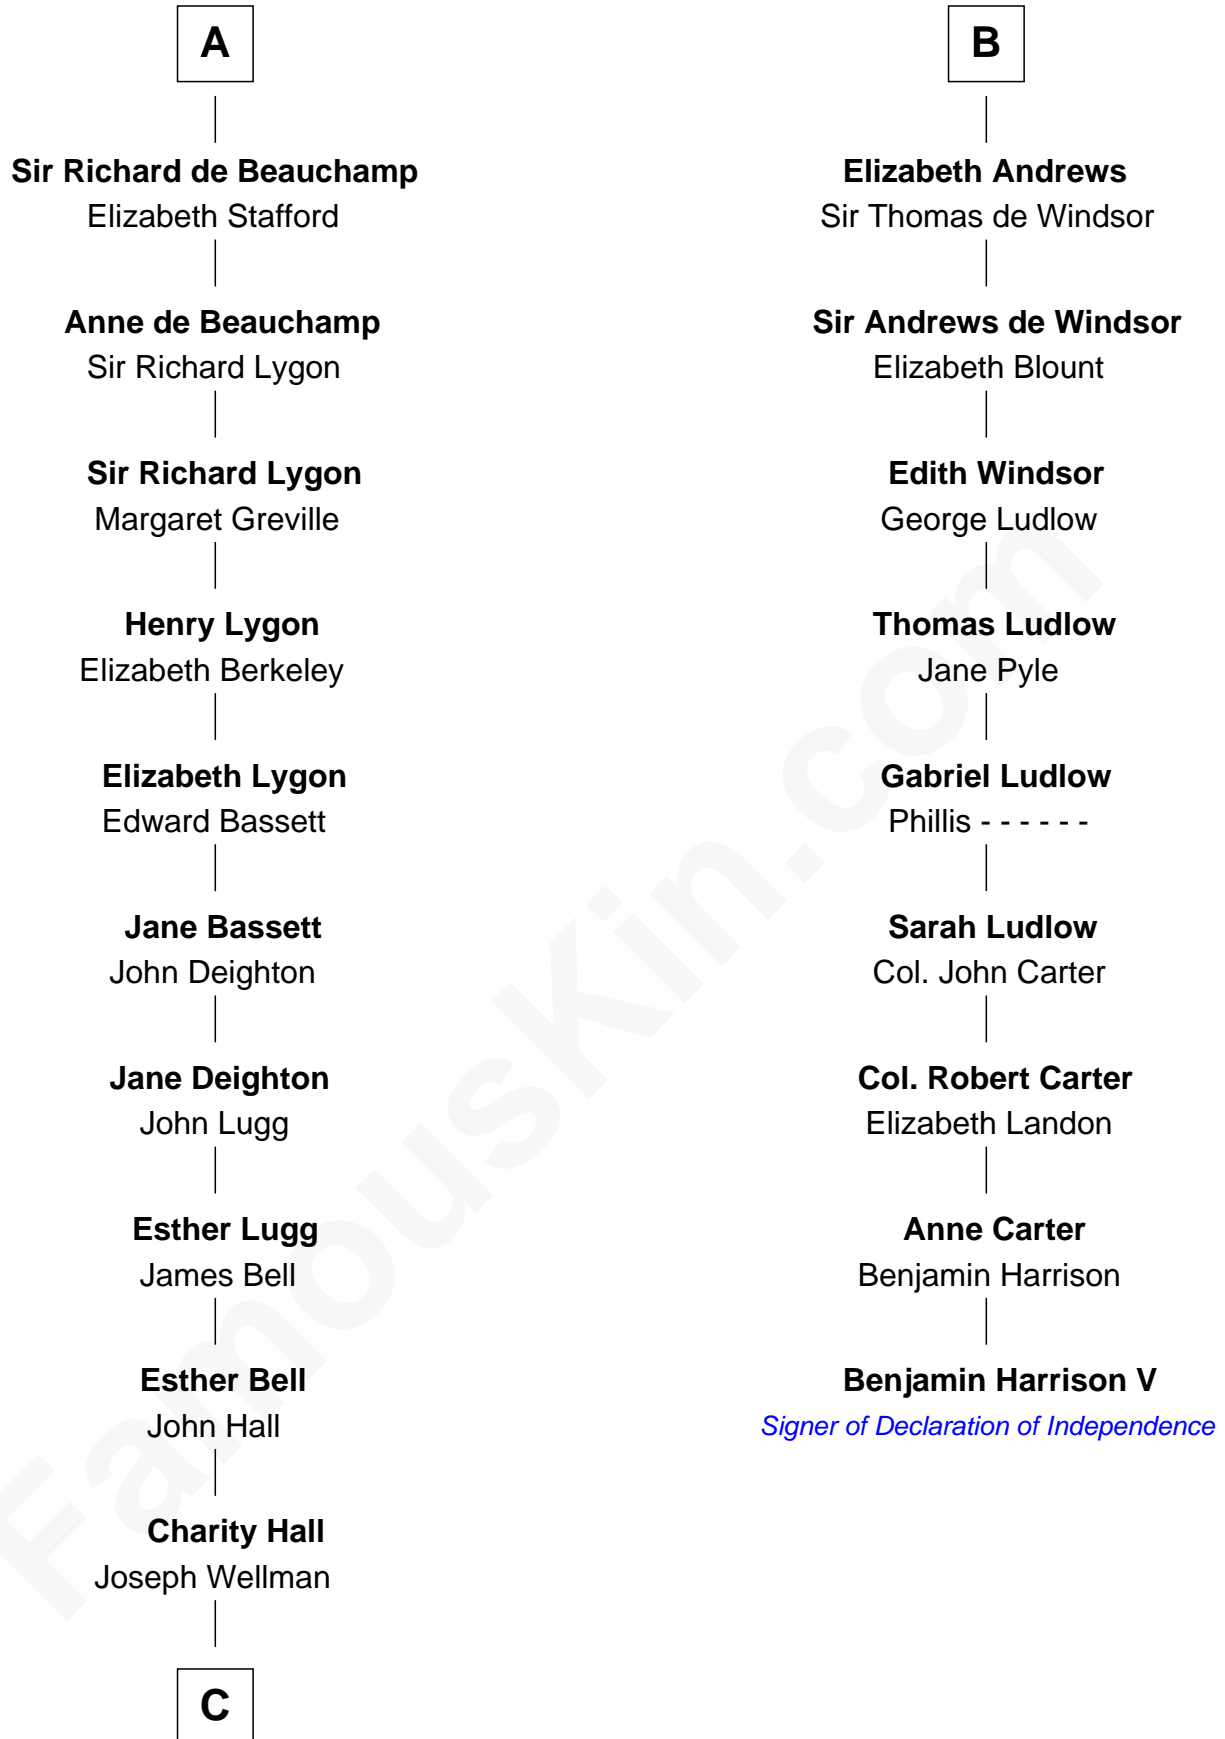 A
Sir Richard de Beauchamp
Elizabeth Stafford
Anne de Beauchamp
Sir Richard Lygon
Sir Richard Lygon
Margaret Greville
Henry Lygon
Elizabeth Berkeley
Elizabeth Lygon
Edward Bassett
Jane Bassett
John Deighton
Jane Deighton
John Lugg
Esther Lugg
James Bell
Esther Bell
John Hall
Charity Hall
Joseph Wellman
C
B
Elizabeth Andrews
Sir Thomas de Windsor
Sir Andrews de Windsor
Elizabeth Blount
Edith Windsor
George Ludlow
Thomas Ludlow
Jane Pyle
Gabriel Ludlow
Phillis - - - - - -
Sarah Ludlow
Col. John Carter
Col. Robert Carter
Elizabeth Landon
Anne Carter
Benjamin Harrison
Benjamin Harrison V
Signer of Declaration of Independence
FamousKin.com